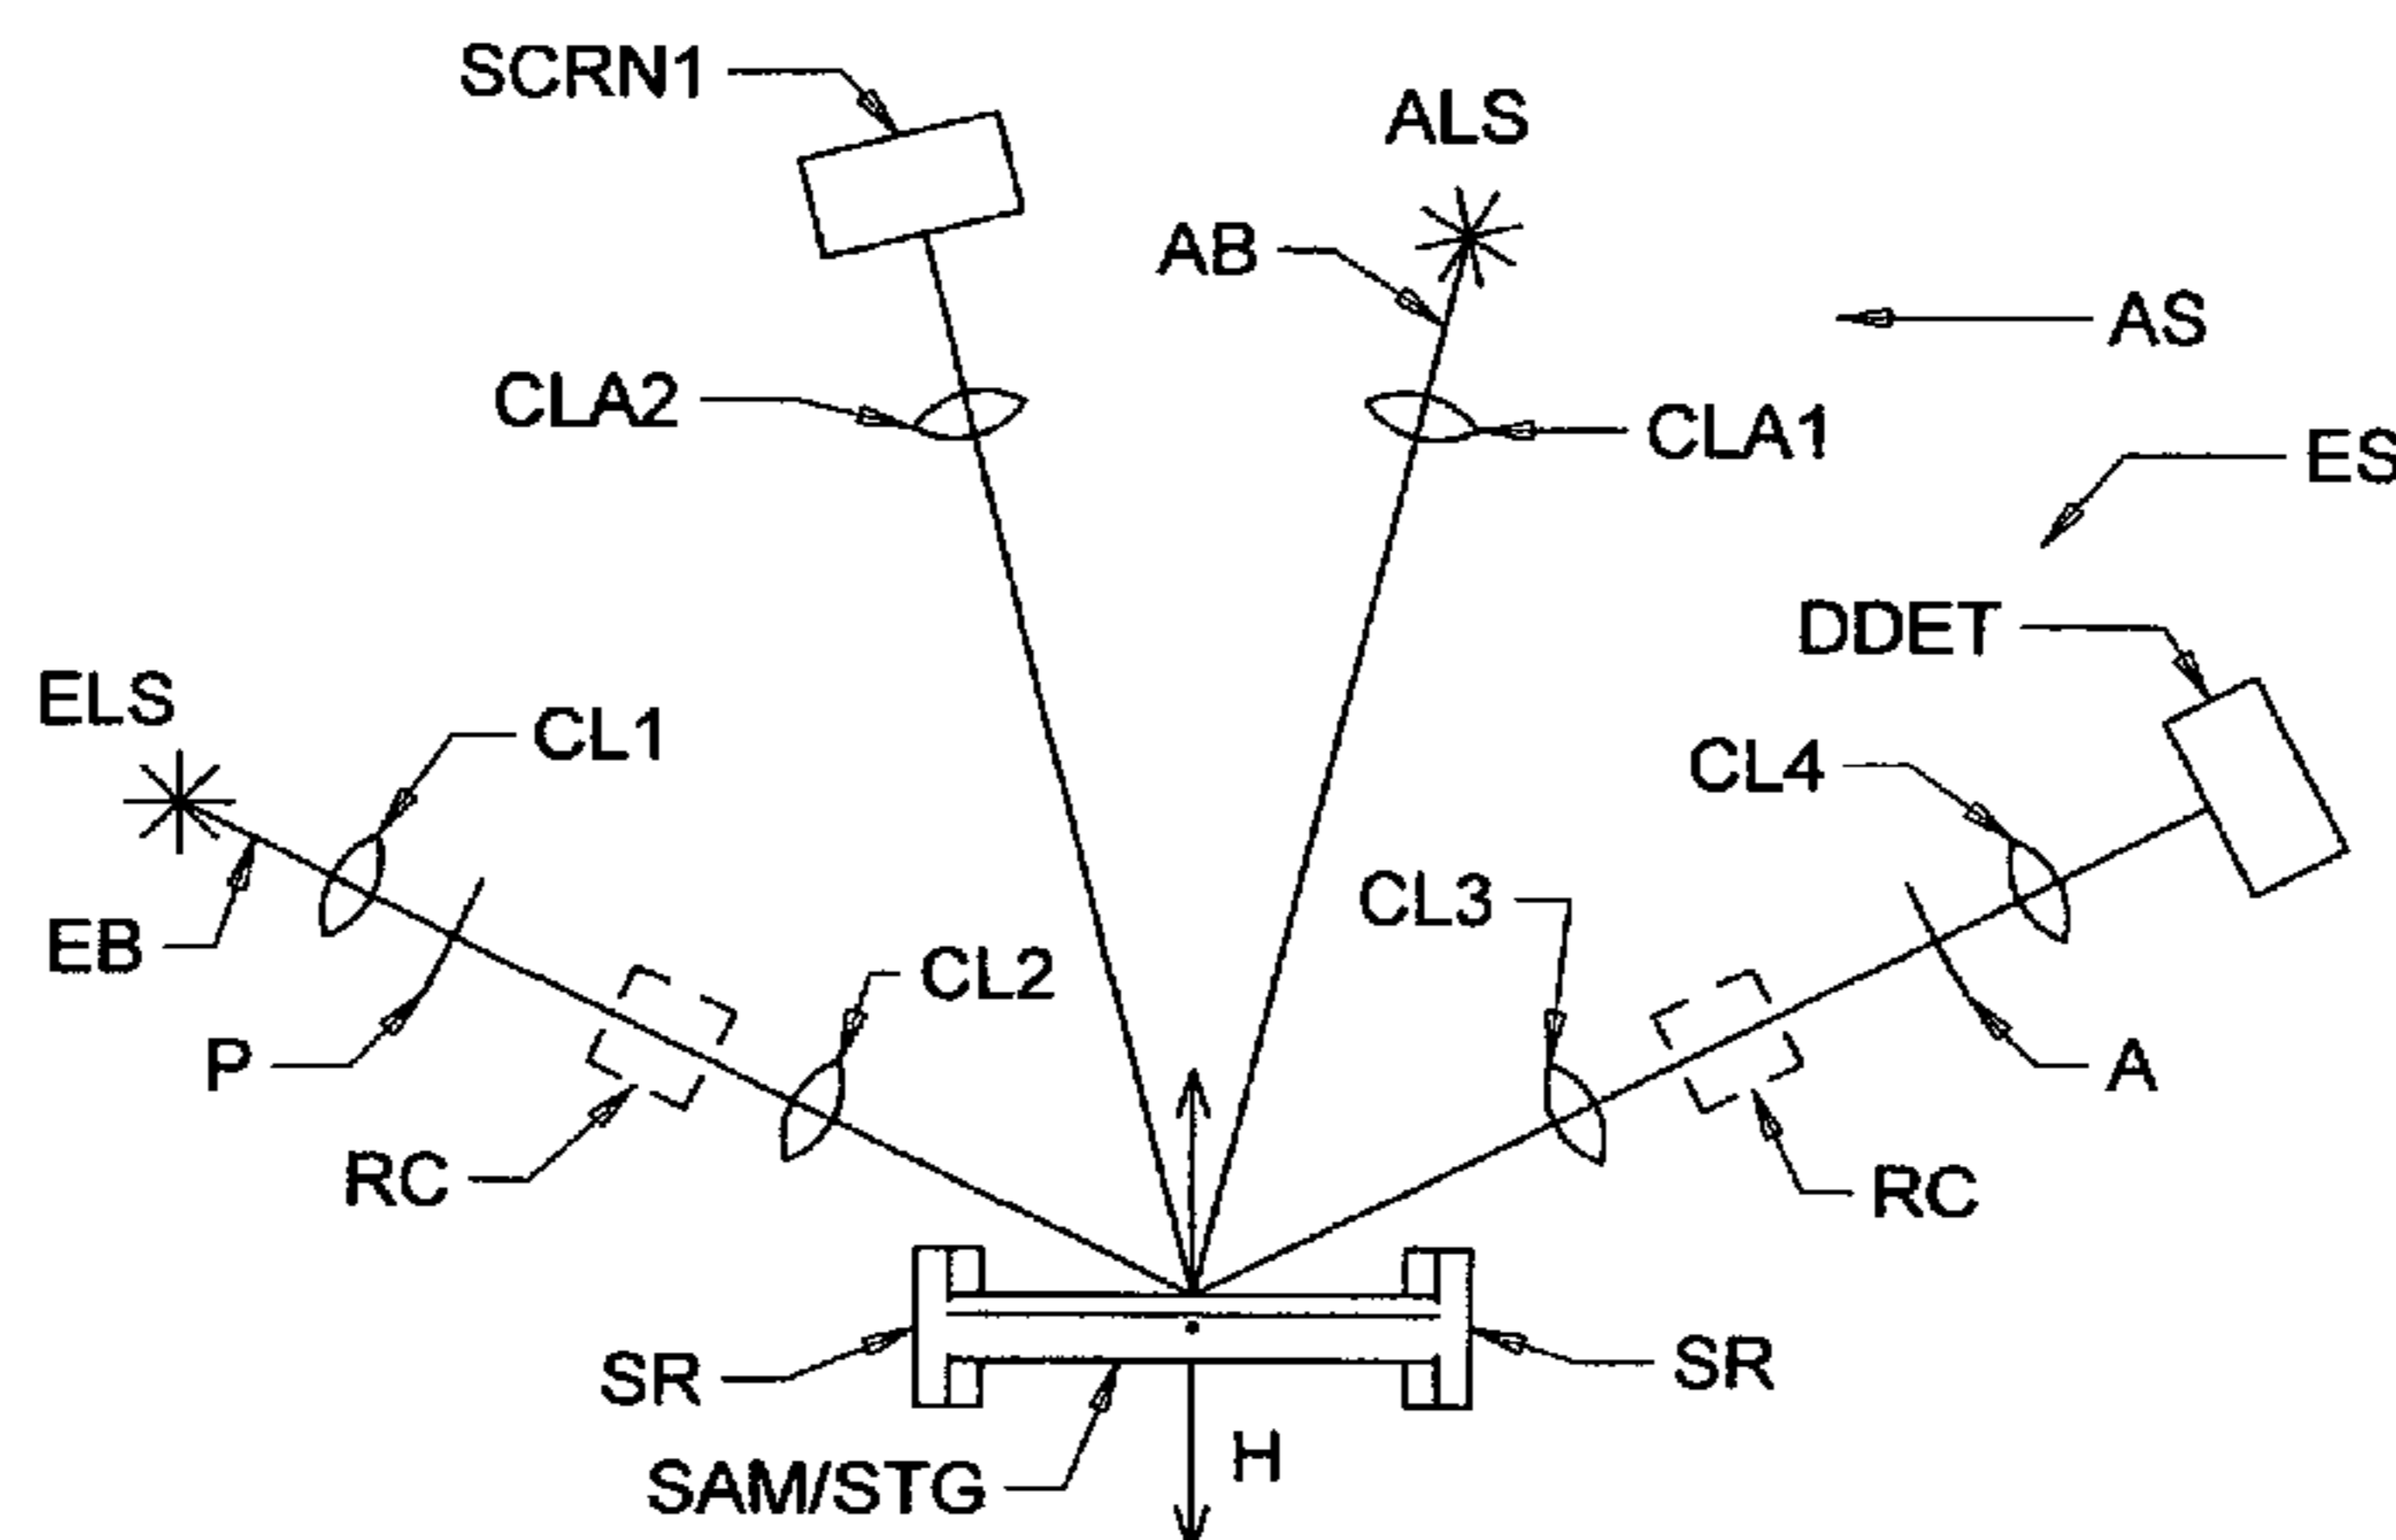 SCRN1
ALS
AB
AS
CLA2
CLA1
ES
DDET
ELS
CL1
CL4
CL3
EB
CL2
P
A
RC
RC
SR
SR
H
SAM/STG